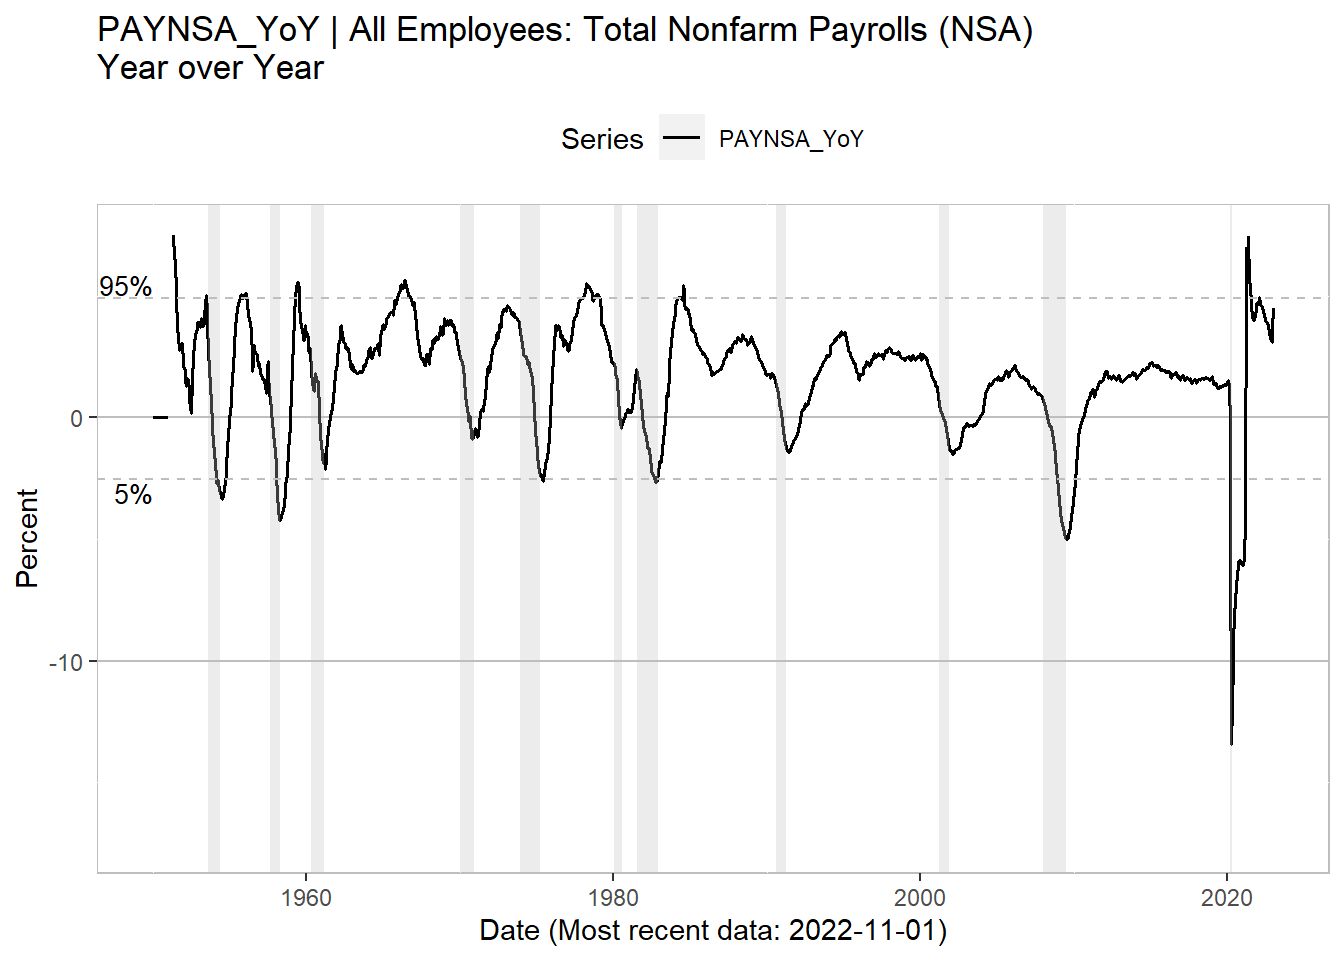 PAYNSA_YoY | All Employees: Total Nonfarm Payrolls (NSA)
Year over Year
Series PAYNSA_YoY
95%
0
5%
-10
Percent
1960 1980 2000 2020
Date (Most recent data: 2022-11-01)